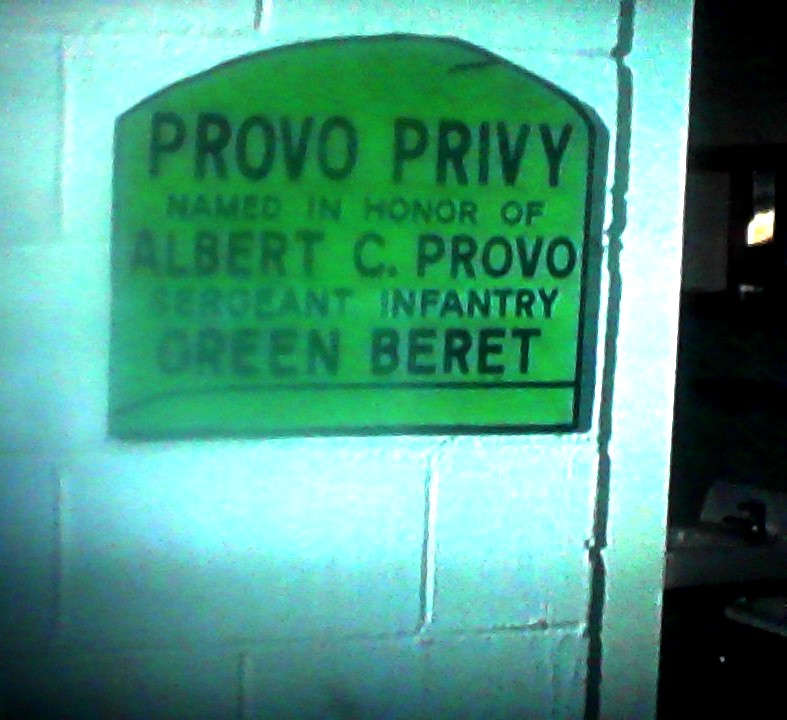 PROVO PRIVY
NAMED IN HONOR OF
ALBERT C. PROVO
SERGEANT INFANTRY
GREEN BERET